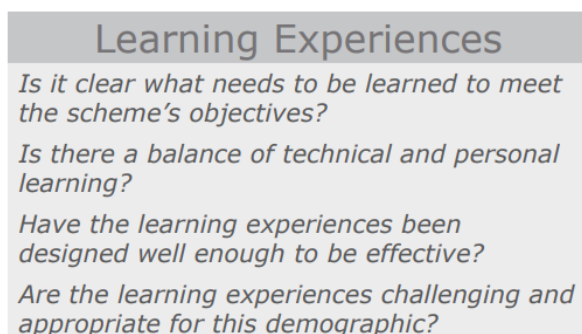 Learning Experiences
Is it clear what needs to be learned to meet
the scheme's objectives?
Is there a balance of technical and personal
learning?
Have the learning experiences been
designed well enough to be effective?
Are the learning experiences challenging and
appropriate for this demographic?